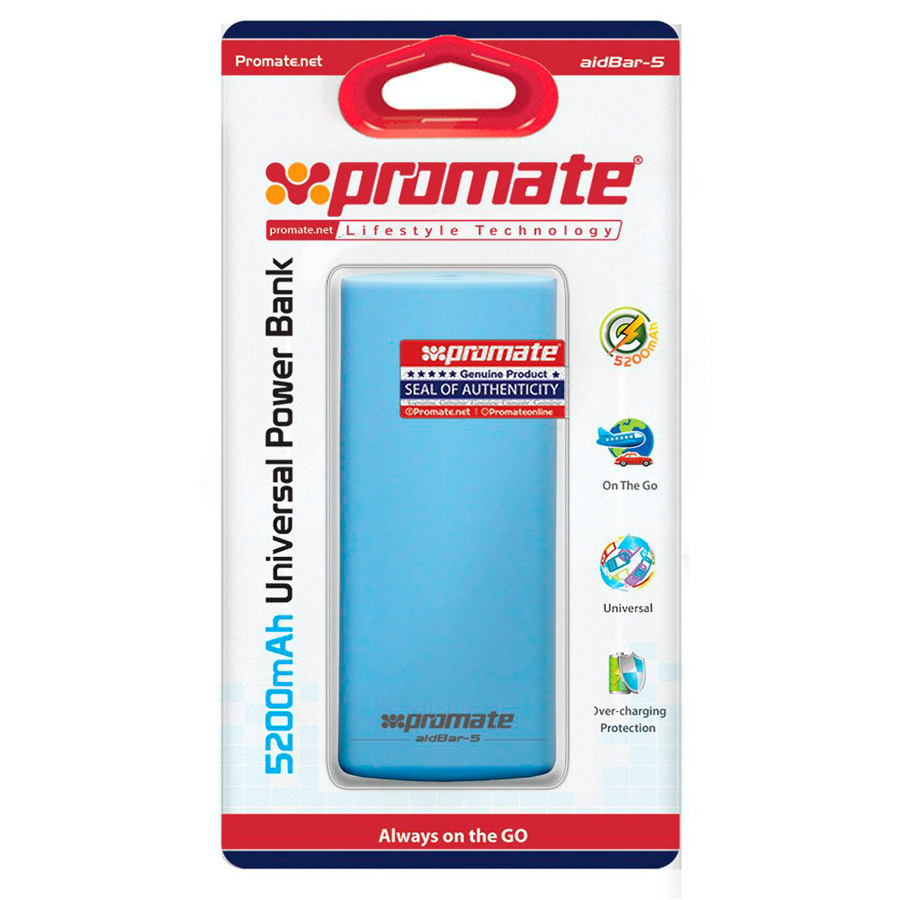 Promate.net
aidBar-5
promate®
promate.net Lifestyle Technology
5200mAh Universal Power Bank
promate
Genuine Product
SEAL OF AUTHENTICITY
Promate.net | Promateonline
5200mAh
On The Go
Universal
Over-charging
Protection
promate
aidBar-5
Always on the GO